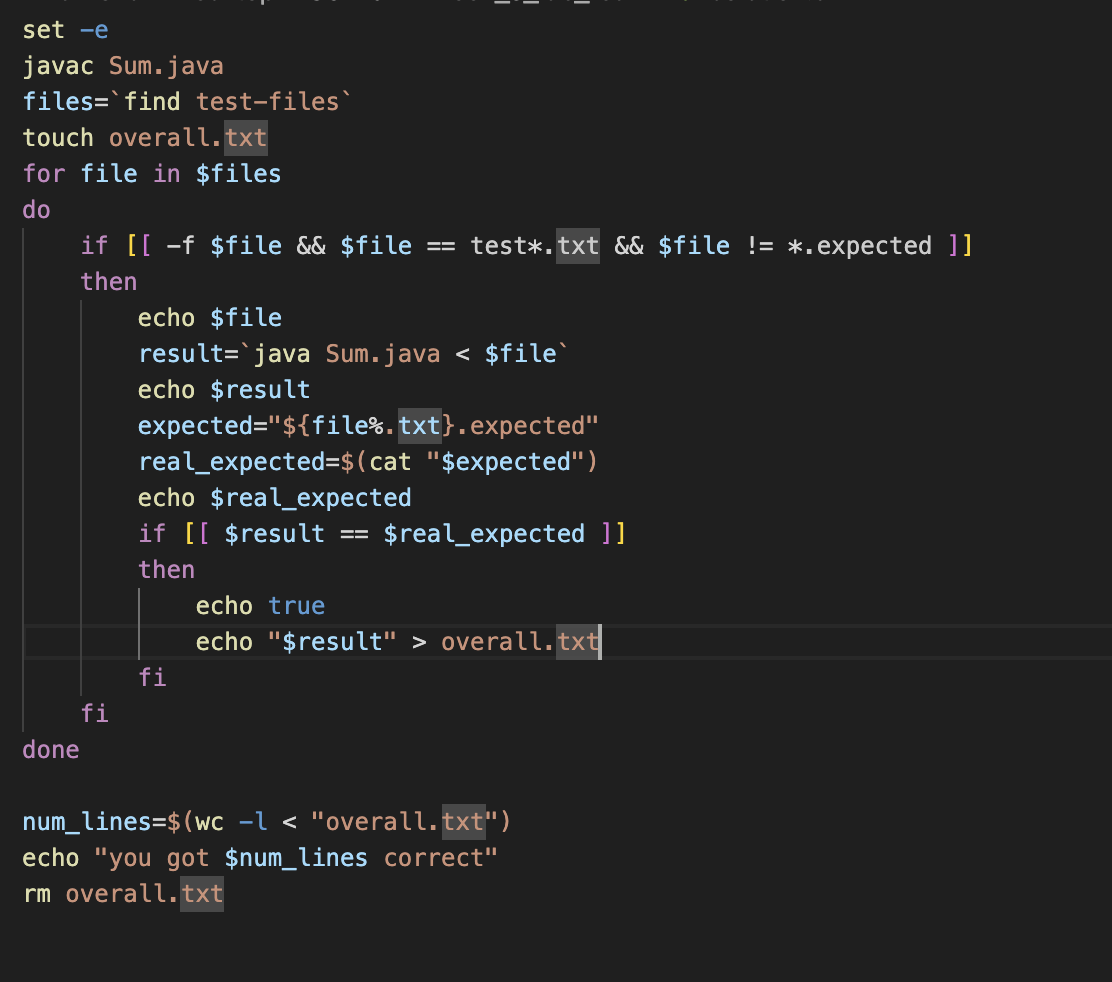 set -e
javac Sum.java
files=`find test-files`
touch overall.txt
for file in $files
do
    if [[ -f $file && $file == test*.txt && $file != *.expected ]]
    then
        echo $file
        result=`java Sum.java < $file`
        echo $result
        expected="${file%.txt}.expected"
        real_expected=$(cat "$expected")
        echo $real_expected
        if [[ $result == $real_expected ]]
        then
            echo true
            echo "$result" > overall.txt
        fi
    fi
done

num_lines=$(wc -l < "overall.txt")
echo "you got $num_lines correct"
rm overall.txt